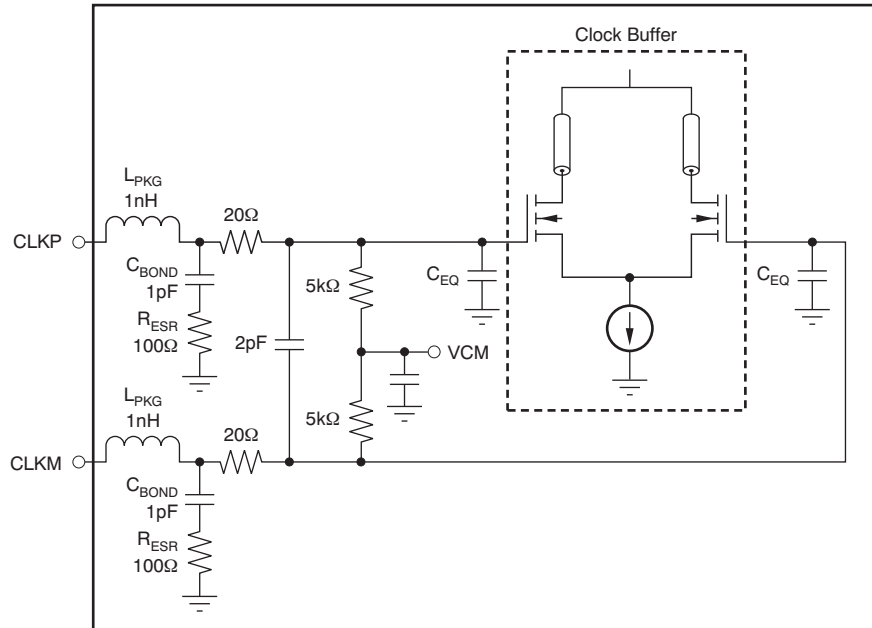 Clock Buffer
L_PKG
1nH
20Ω
CLKP
C_BOND
1pF
R_ESR
100Ω
5kΩ
C_EQ
C_EQ
2pF
VCM
L_PKG
1nH
5kΩ
20Ω
CLKM
C_BOND
1pF
R_ESR
100Ω